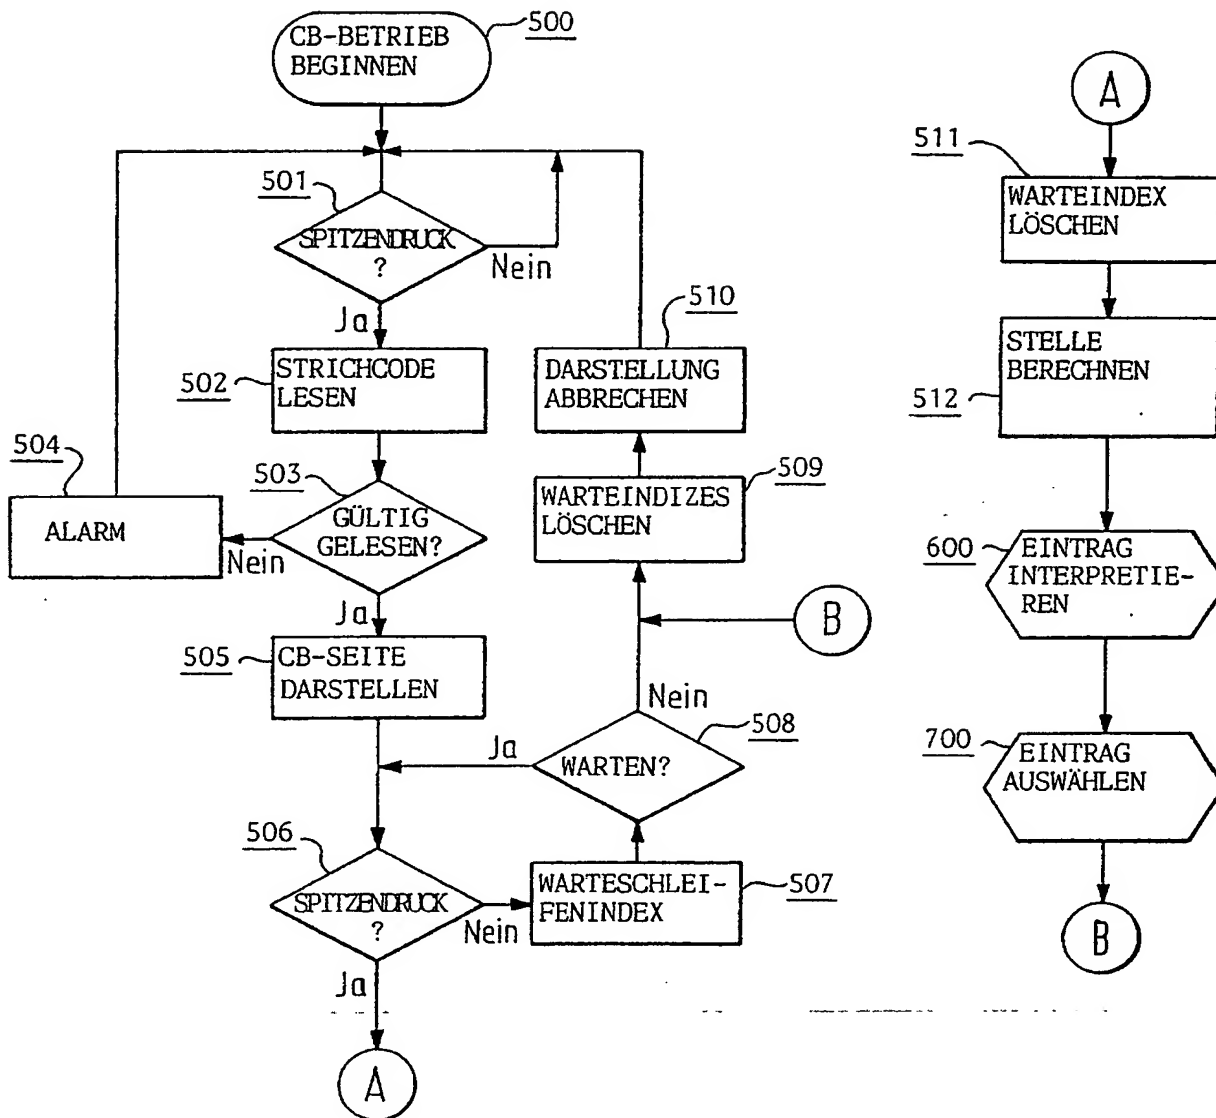 CB-BETRIEB
BEGINNEN
500
501
SPITZENDRUCK
?
Nein
Ja
502
STRICHCODE
LESEN
504
ALARM
503
GÜLTIG
GELESEN?
Nein
Ja
505
CB-SEITE
DARSTELLEN
506
SPITZENDRUCK
?
Nein
Ja
A
WARTESCHLEI-
FENINDEX
507
508
WARTEN?
Ja
Nein
B
509
WARTEINDIZES
LÖSCHEN
510
DARSTELLUNG
ABBRECHEN
A
511
WARTEINDEX
LÖSCHEN
512
STELLE
BERECHNEN
600
EINTRAG
INTERPRETIE-
REN
700
EINTRAG
AUSWÄHLEN
B